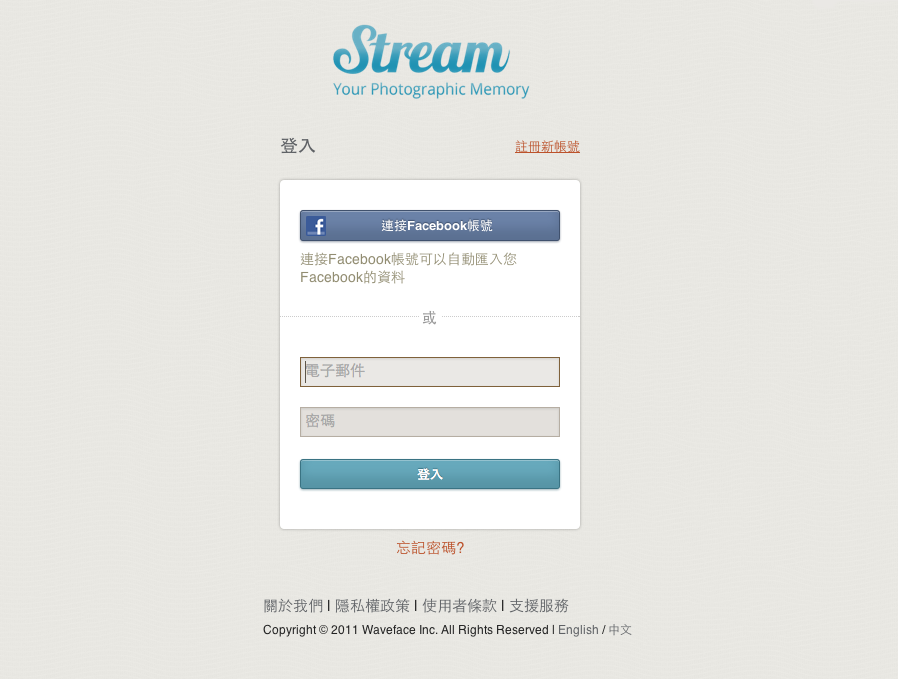 Stream
Your Photographic Memory
登入 註冊新帳號
連接Facebook帳號
連接Facebook帳號可以自動匯入您
Facebook的資料
或
電子郵件
密碼
登入
忘記密碼?
關於我們 | 隱私權政策 | 使用者條款 | 支援服務
Copyright © 2011 Waveface Inc. All Rights Reserved | English / 中文